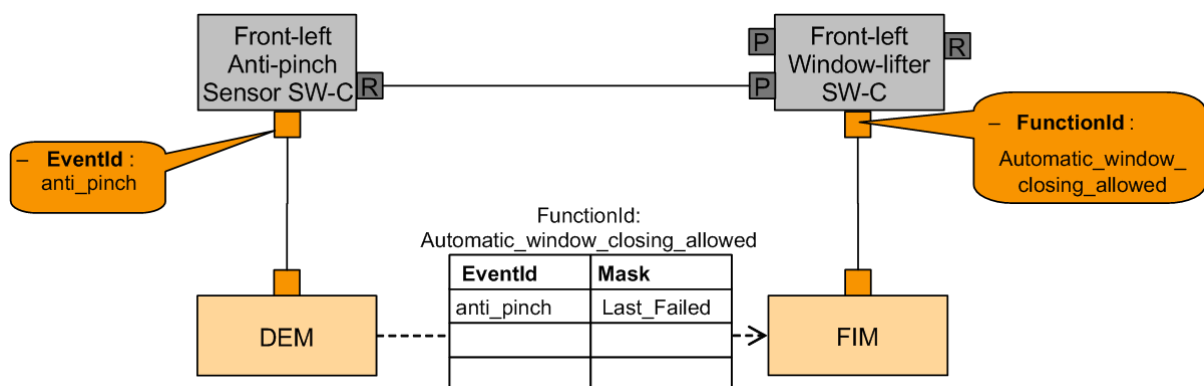 Front-left
Anti-pinch
Sensor SW-C
R
P
P
Front-left
Window-lifter
SW-C
R
– EventId :
anti_pinch
– FunctionId :
Automatic_window_
closing_allowed
FunctionId:
Automatic_window_closing_allowed
EventId Mask
anti_pinch Last_Failed
DEM
FIM